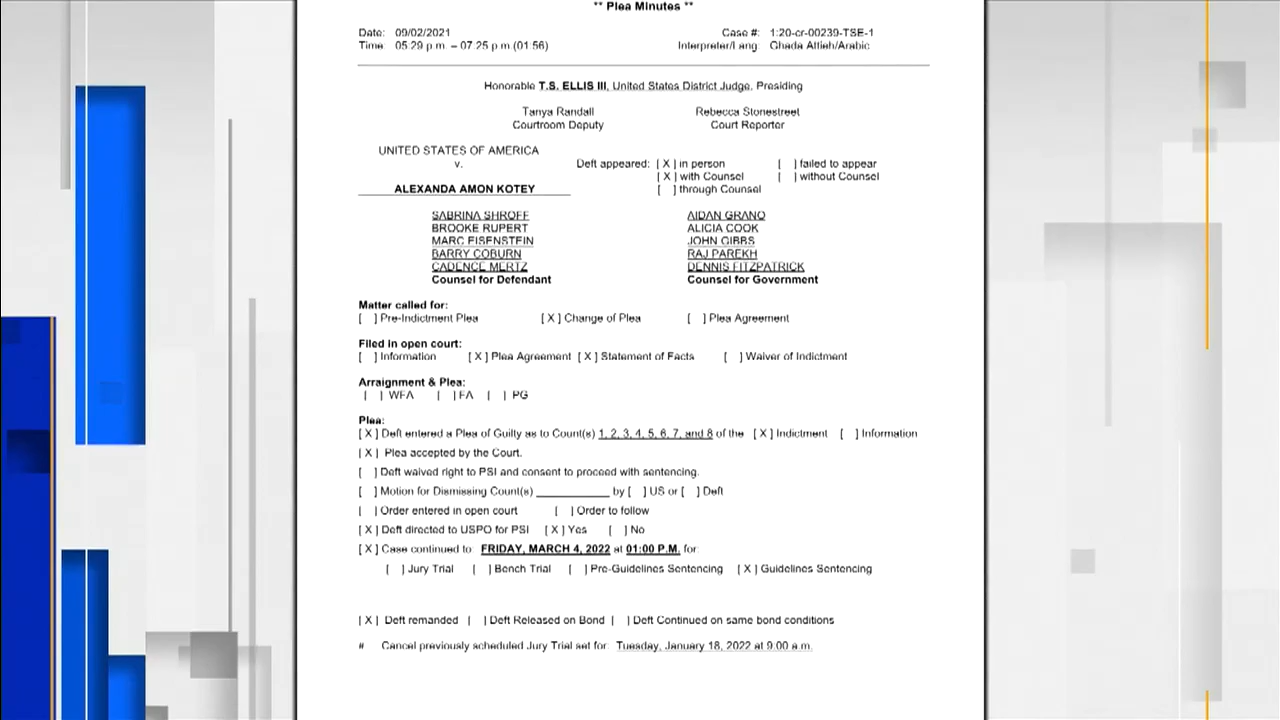 ** Plea Minutes **
Date: 09/02/2021 Case #: 1:20-cr-00239-TSE-1
Time: 05:29 p.m. – 07:25 p.m.(01:56) Interpreter/Lang: Ghada Attieh/Arabic
Honorable T.S. ELLIS III, United States District Judge, Presiding
Tanya Randall Rebecca Stonestreet
Courtroom Deputy Court Reporter
UNITED STATES OF AMERICA
v.
Deft appeared: [ X ] in person [ ] failed to appear
[ X ] with Counsel [ ] without Counsel
ALEXANDA AMON KOTEY [ ] through Counsel
SABRINA SHROFF AIDAN GRANO
BROOKE RUPERT ALICIA COOK
MARC EISENSTEIN JOHN GIBBS
BARRY COBURN RAJ PAREKH
CADENCE MERTZ DENNIS FITZPATRICK
Counsel for Defendant Counsel for Government
Matter called for:
[ ] Pre-Indictment Plea [ X ] Change of Plea [ ] Plea Agreement
Filed in open court:
[ ] Information [ X ] Plea Agreement [ X ] Statement of Facts [ ] Waiver of Indictment
Arraignment & Plea:
[ ] WFA [ ] FA [ ] PG
Plea:
[ X ] Deft entered a Plea of Guilty as to Count(s) 1, 2, 3, 4, 5, 6, 7, and 8 of the [ X ] Indictment [ ] Information
[ X ] Plea accepted by the Court.
[ ] Deft waived right to PSI and consent to proceed with sentencing.
[ ] Motion for Dismissing Count(s) __________ by [ ] US or [ ] Deft
[ ] Order entered in open court [ ] Order to follow
[ X ] Deft directed to USPO for PSI [ X ] Yes [ ] No
[ X ] Case continued to: FRIDAY, MARCH 4, 2022 at 01:00 P.M. for:
[ ] Jury Trial [ ] Bench Trial [ ] Pre-Guidelines Sentencing [ X ] Guidelines Sentencing
[ X ] Deft remanded [ ] Deft Released on Bond [ ] Deft Continued on same bond conditions
# Cancel previously scheduled Jury Trial set for: Tuesday, January 18, 2022 at 9:00 a.m.